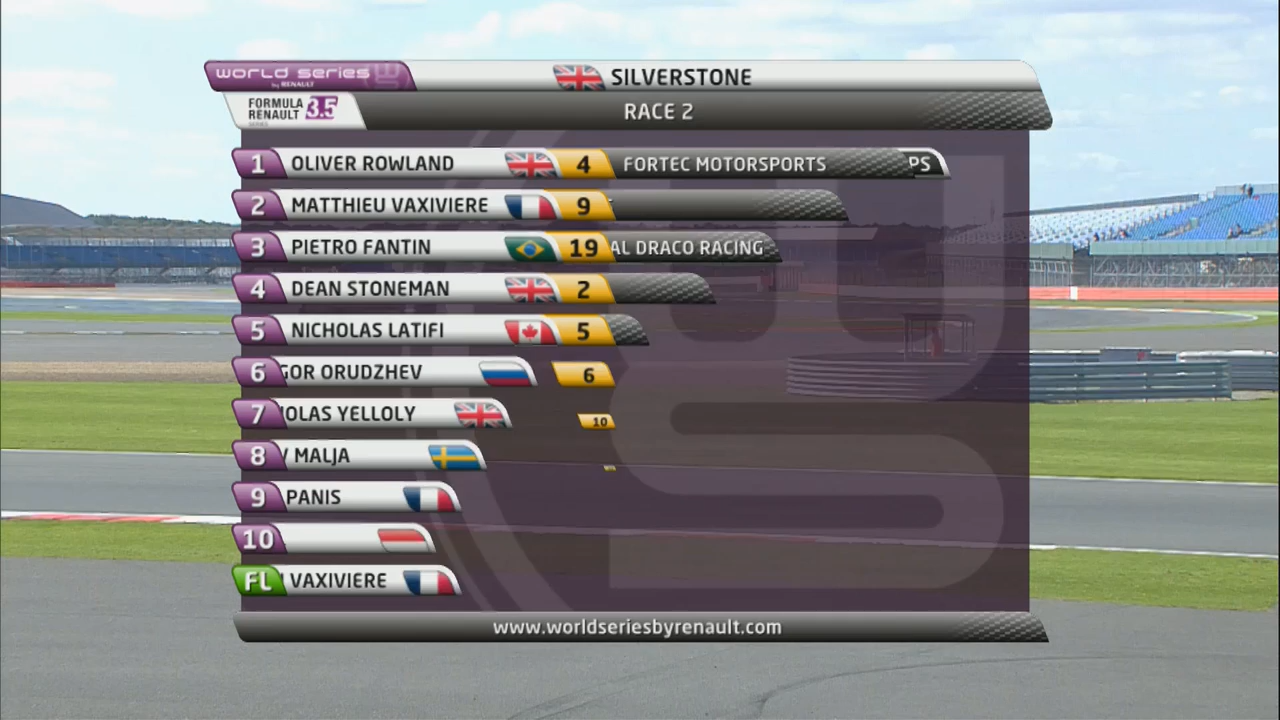 world series SILVERSTONE
by RENAULT
FORMULA RENAULT 3.5 SERIES RACE 2
1 OLIVER ROWLAND 4 FORTEC MOTORSPORTS PS
2 MATTHIEU VAXIVIERE 9
3 PIETRO FANTIN 19 AL DRACO RACING
4 DEAN STONEMAN 2
5 NICHOLAS LATIFI 5
6 GOR ORUDZHEV 6
7 OLAS YELLOLY 10
8 MALJA
9 PANIS
10
FL VAXIVIERE
www.worldseriesbyrenault.com